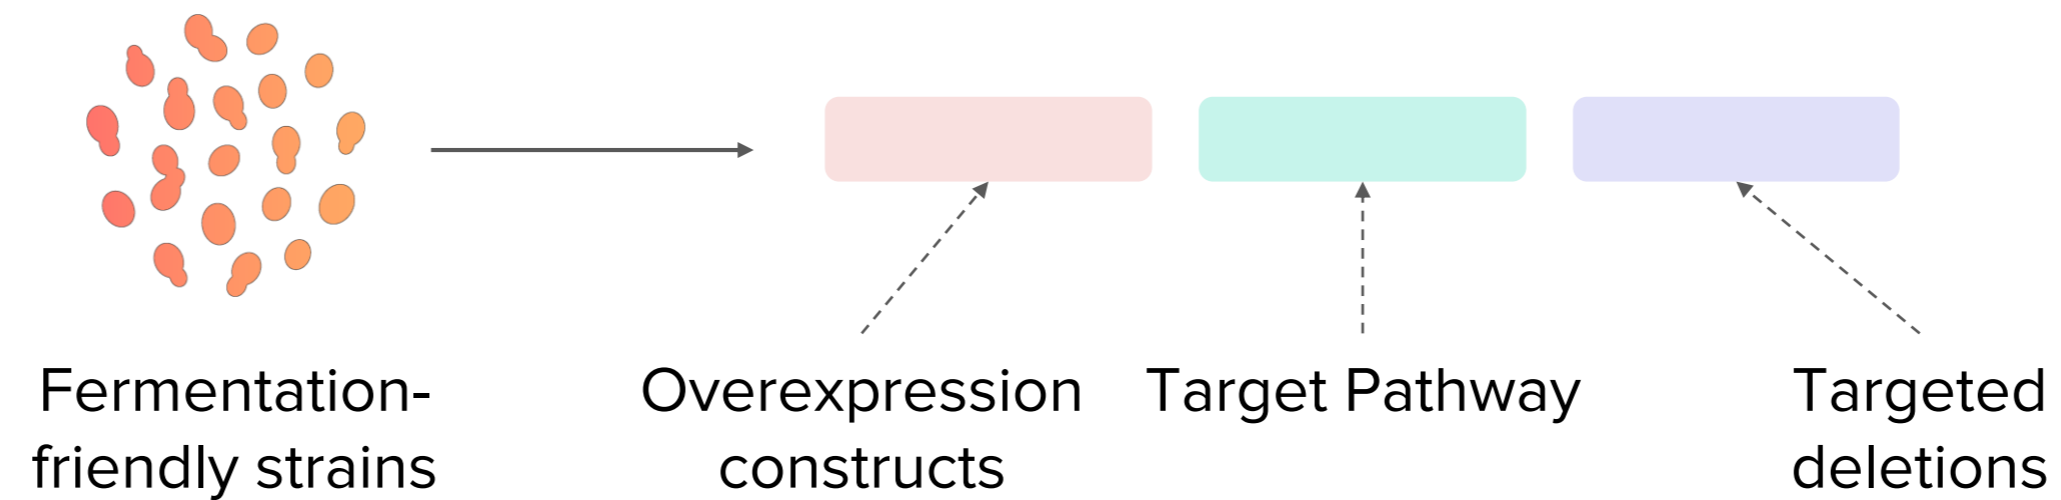 Fermentation-
friendly strains
Overexpression
constructs
Target Pathway
Targeted
deletions